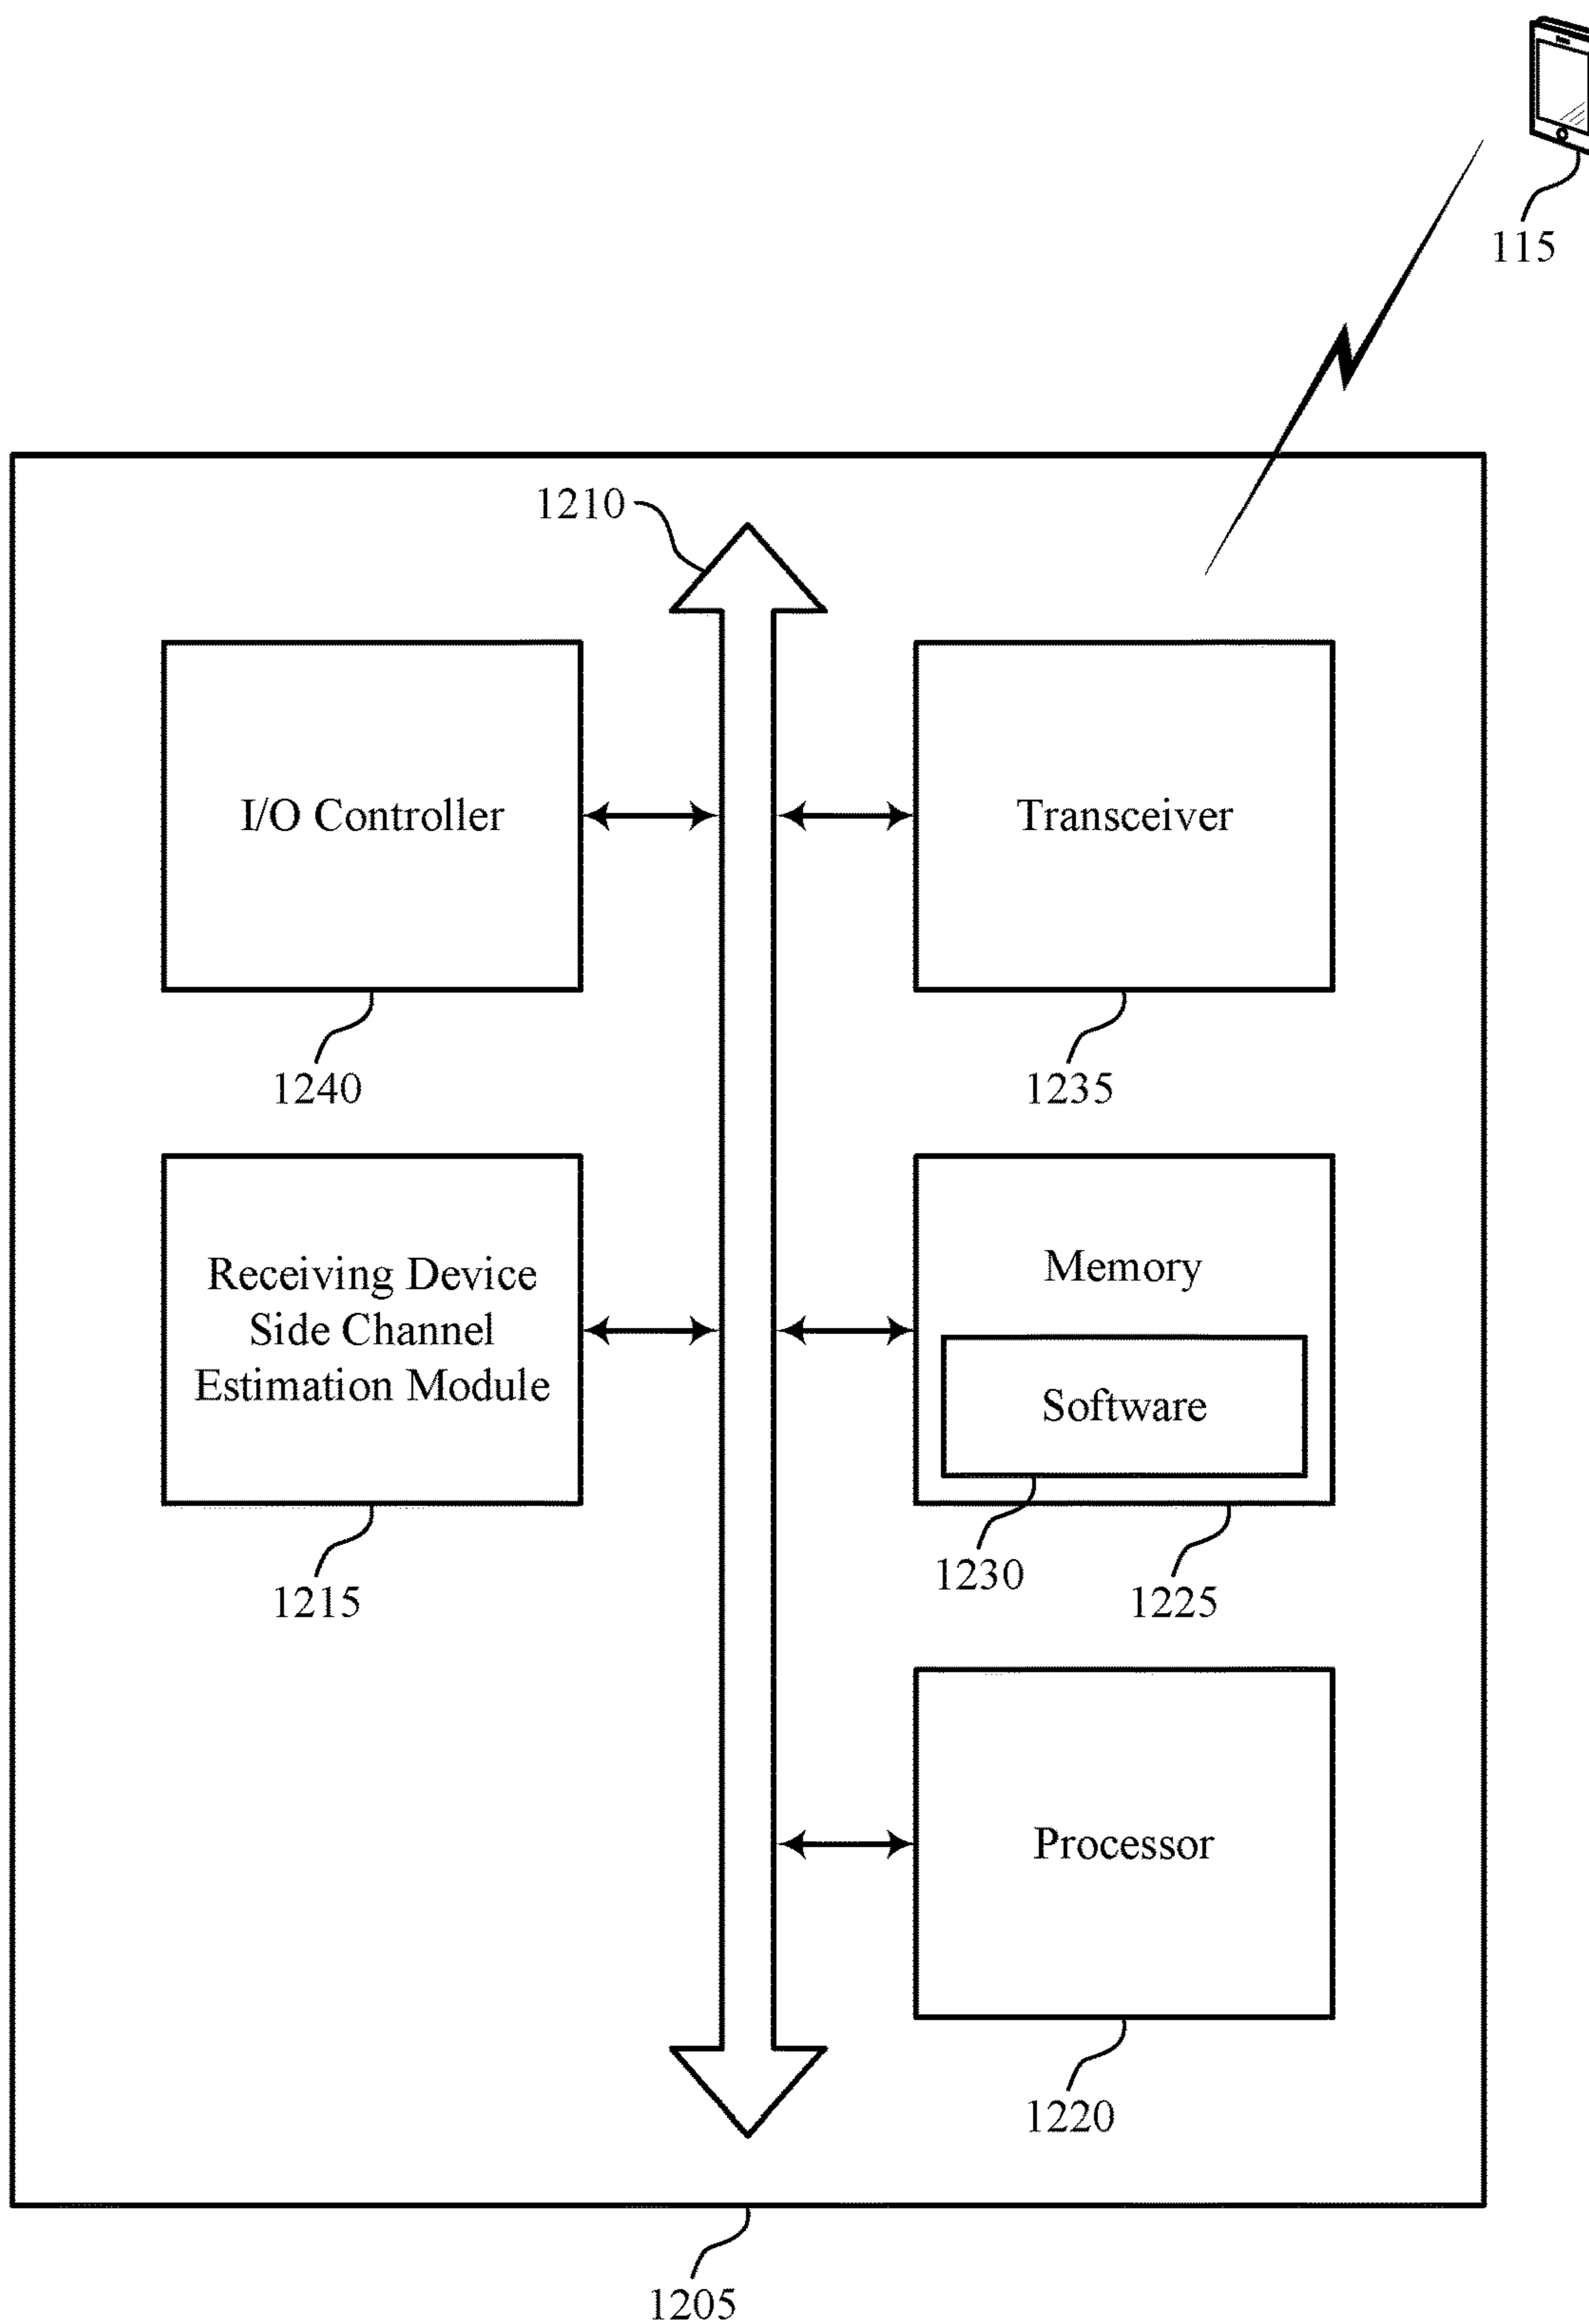 115
1210
I/O Controller
Transceiver
1240
1235
Receiving Device
Side Channel
Estimation Module
Memory
Software
1230
1225
1215
Processor
1220
1205